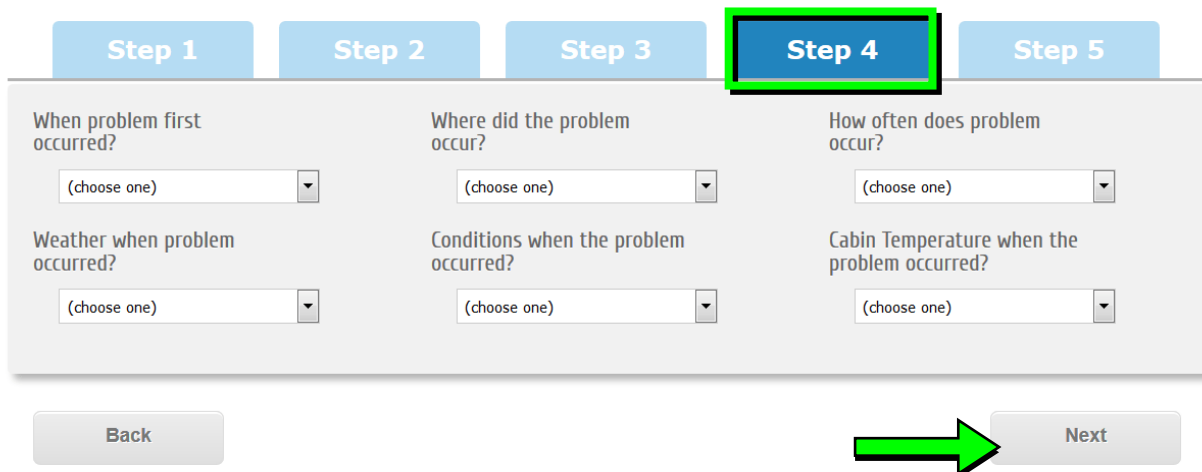 Step 1
Step 2
Step 3
Step 4
Step 5
When problem first
occurred?
(choose one)
Where did the problem
occur?
(choose one)
How often does problem
occur?
(choose one)
Weather when problem
occurred?
(choose one)
Conditions when the problem
occurred?
(choose one)
Cabin Temperature when the
problem occurred?
(choose one)
Back
Next